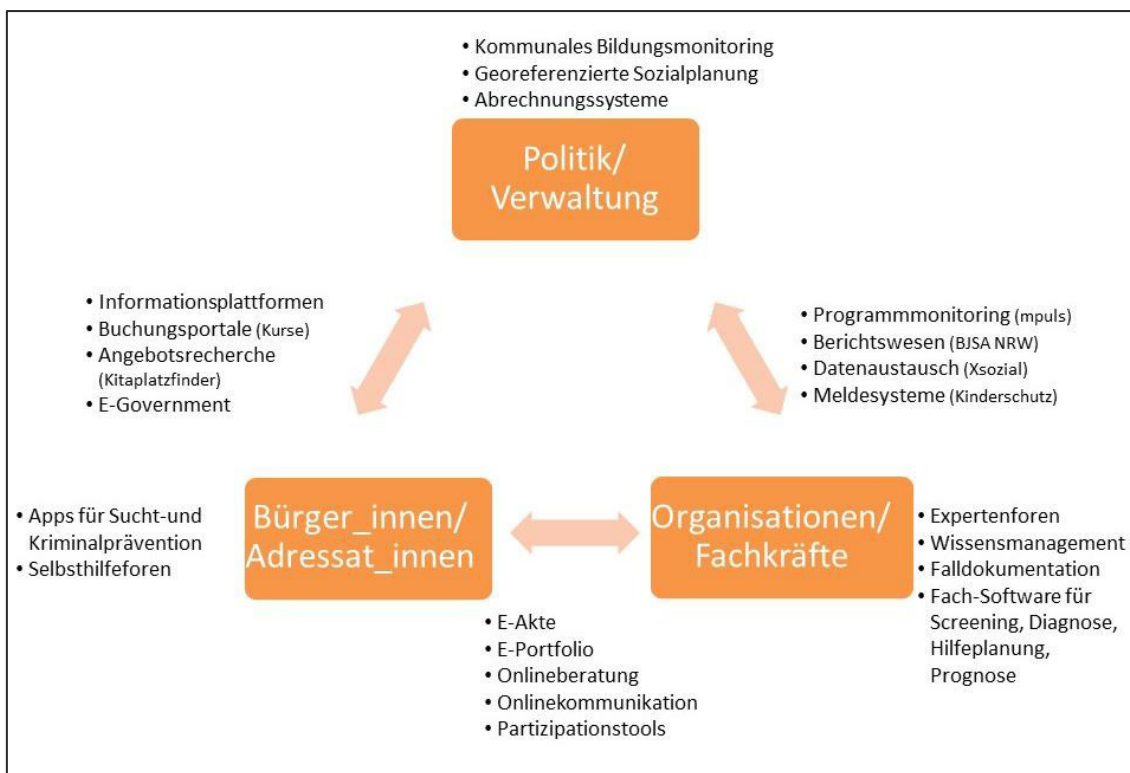 • Kommunales Bildungsmonitoring
• Georeferenzierte Sozialplanung
• Abrechnungssysteme
Politik/
Verwaltung
• Informationsplattformen
• Buchungsportale (Kurse)
• Angebotsrecherche
(Kitaplatzfinder)
• E-Government
• Programmmonitoring (mpuls)
• Berichtswesen (BJSA NRW)
• Datenaustausch (Xsozial)
• Meldesysteme (Kinderschutz)
• Apps für Sucht-und
Kriminalprävention
• Selbsthilfeforen
Bürger_innen/
Adressat_innen
Organisationen/
Fachkräfte
• Expertenforen
• Wissensmanagement
• Falldokumentation
• Fach-Software für
Screening, Diagnose,
Hilfeplanung,
Prognose
• E-Akte
• E-Portfolio
• Onlineberatung
• Onlinekommunikation
• Partizipationstools